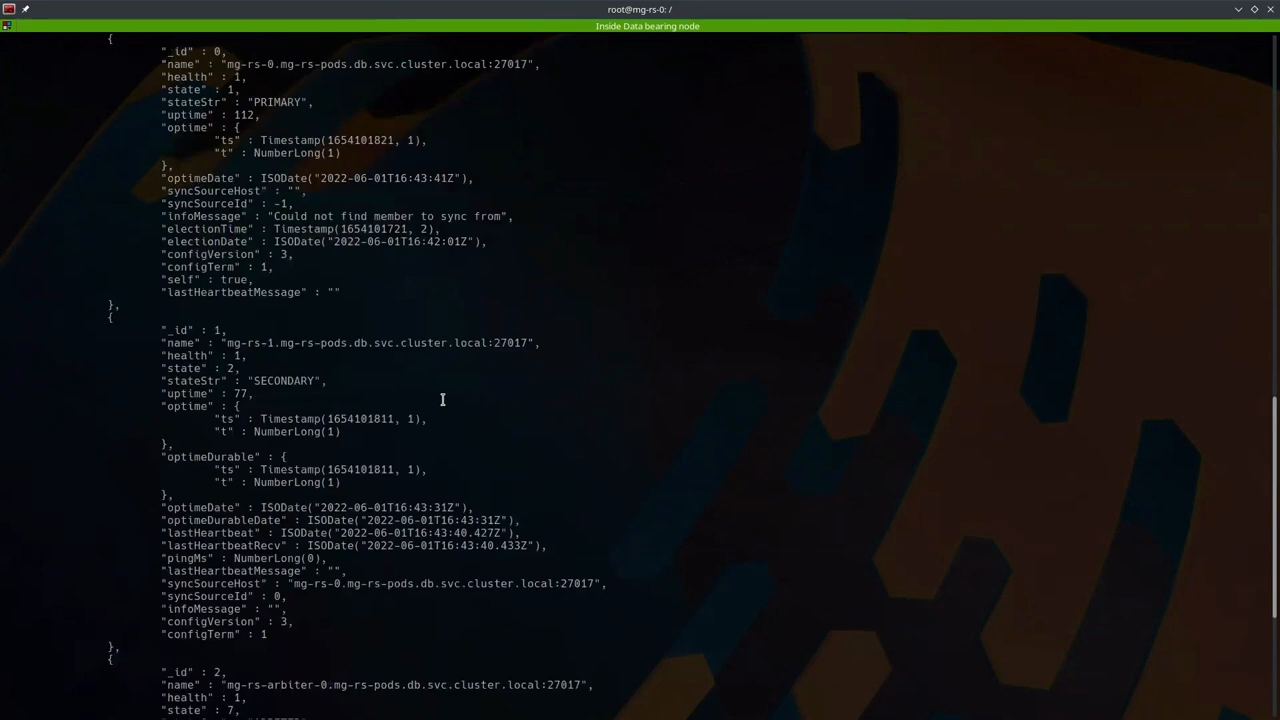 root@mg-rs-0: /
Inside Data bearing node
{
"_id" : 0,
"name" : "mg-rs-0.mg-rs-pods.db.svc.cluster.local:27017",
"health" : 1,
"state" : 1,
"stateStr" : "PRIMARY",
"uptime" : 112,
"optime" : {
"ts" : Timestamp(1654101821, 1),
"t" : NumberLong(1)
},
"optimeDate" : ISODate("2022-06-01T16:43:41Z"),
"syncSourceHost" : "",
"syncSourceId" : -1,
"infoMessage" : "Could not find member to sync from",
"electionTime" : Timestamp(1654101721, 2),
"electionDate" : ISODate("2022-06-01T16:42:01Z"),
"configVersion" : 3,
"configTerm" : 1,
"self" : true,
"lastHeartbeatMessage" : ""
},
{
"_id" : 1,
"name" : "mg-rs-1.mg-rs-pods.db.svc.cluster.local:27017",
"health" : 1,
"state" : 2,
"stateStr" : "SECONDARY",
"uptime" : 77,
"optime" : {
"ts" : Timestamp(1654101811, 1),
"t" : NumberLong(1)
},
"optimeDurable" : {
"ts" : Timestamp(1654101811, 1),
"t" : NumberLong(1)
},
"optimeDate" : ISODate("2022-06-01T16:43:31Z"),
"optimeDurableDate" : ISODate("2022-06-01T16:43:31Z"),
"lastHeartbeat" : ISODate("2022-06-01T16:43:40.427Z"),
"lastHeartbeatRecv" : ISODate("2022-06-01T16:43:40.433Z"),
"pingMs" : NumberLong(0),
"lastHeartbeatMessage" : "",
"syncSourceHost" : "mg-rs-0.mg-rs-pods.db.svc.cluster.local:27017",
"syncSourceId" : 0,
"infoMessage" : "",
"configVersion" : 3,
"configTerm" : 1
},
{
"_id" : 2,
"name" : "mg-rs-arbiter-0.mg-rs-pods.db.svc.cluster.local:27017",
"health" : 1,
"state" : 7,